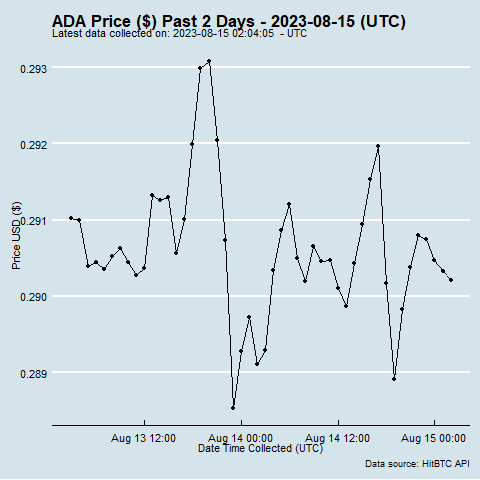 ADA Price ($) Past 2 Days - 2023-08-15 (UTC)
Latest data collected on: 2023-08-15 02:04:05  - UTC
0.293
0.292
0.291
0.290
0.289
Price USD ($)
Aug 13 12:00 Aug 14 00:00 Aug 14 12:00 Aug 15 00:00
Date Time Collected (UTC)
Data source: HitBTC API